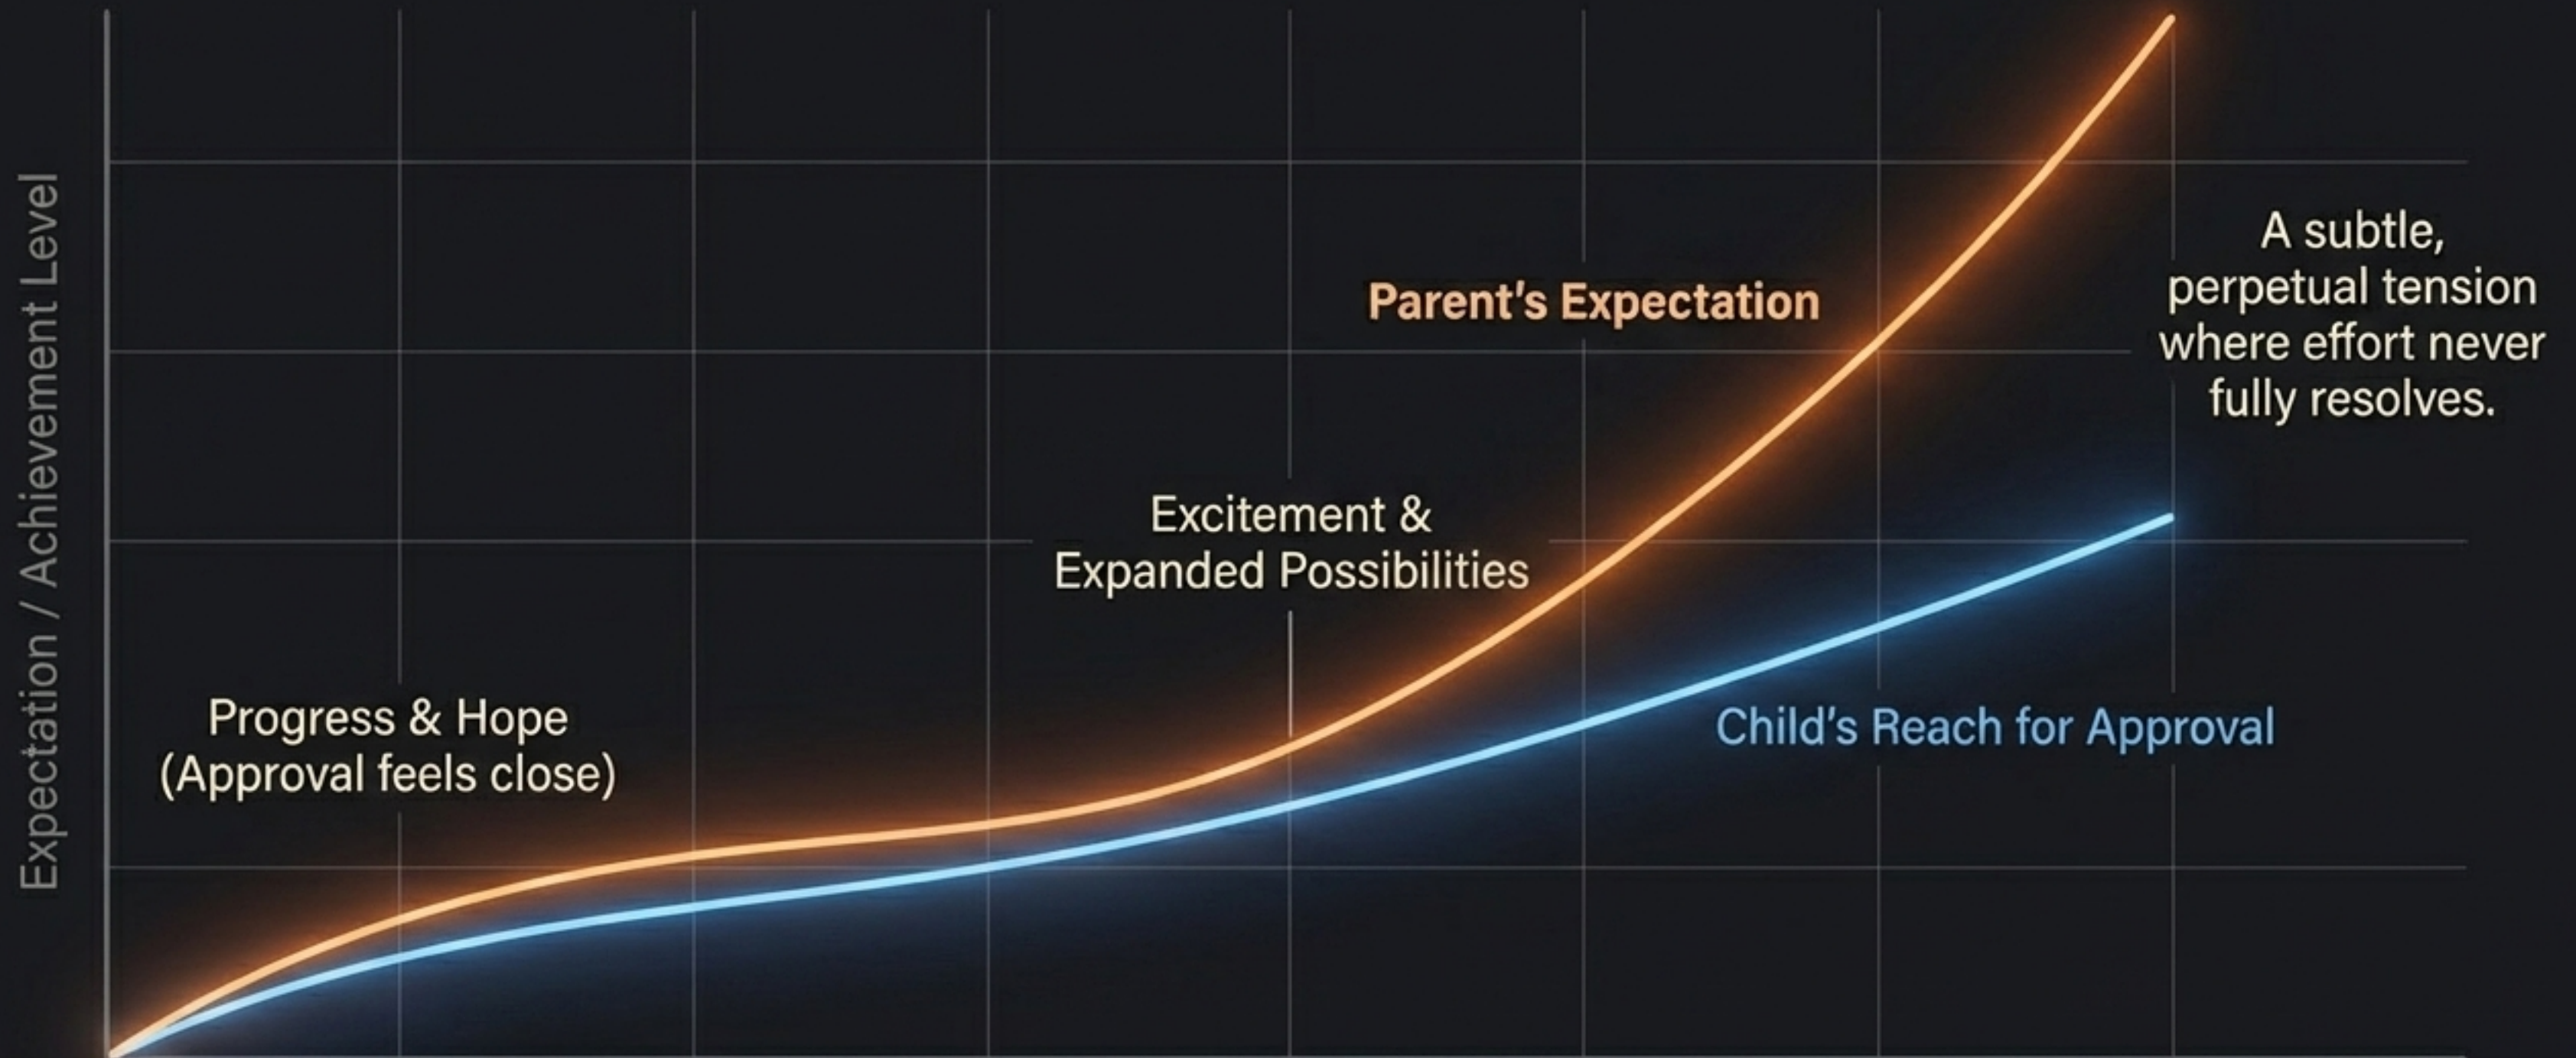 Expectation / Achievement Level
Progress & Hope
(Approval feels close)
Excitement &
Expanded Possibilities
Parent's Expectation
A subtle,
perpetual tension
where effort never
fully resolves.
Child's Reach for Approval